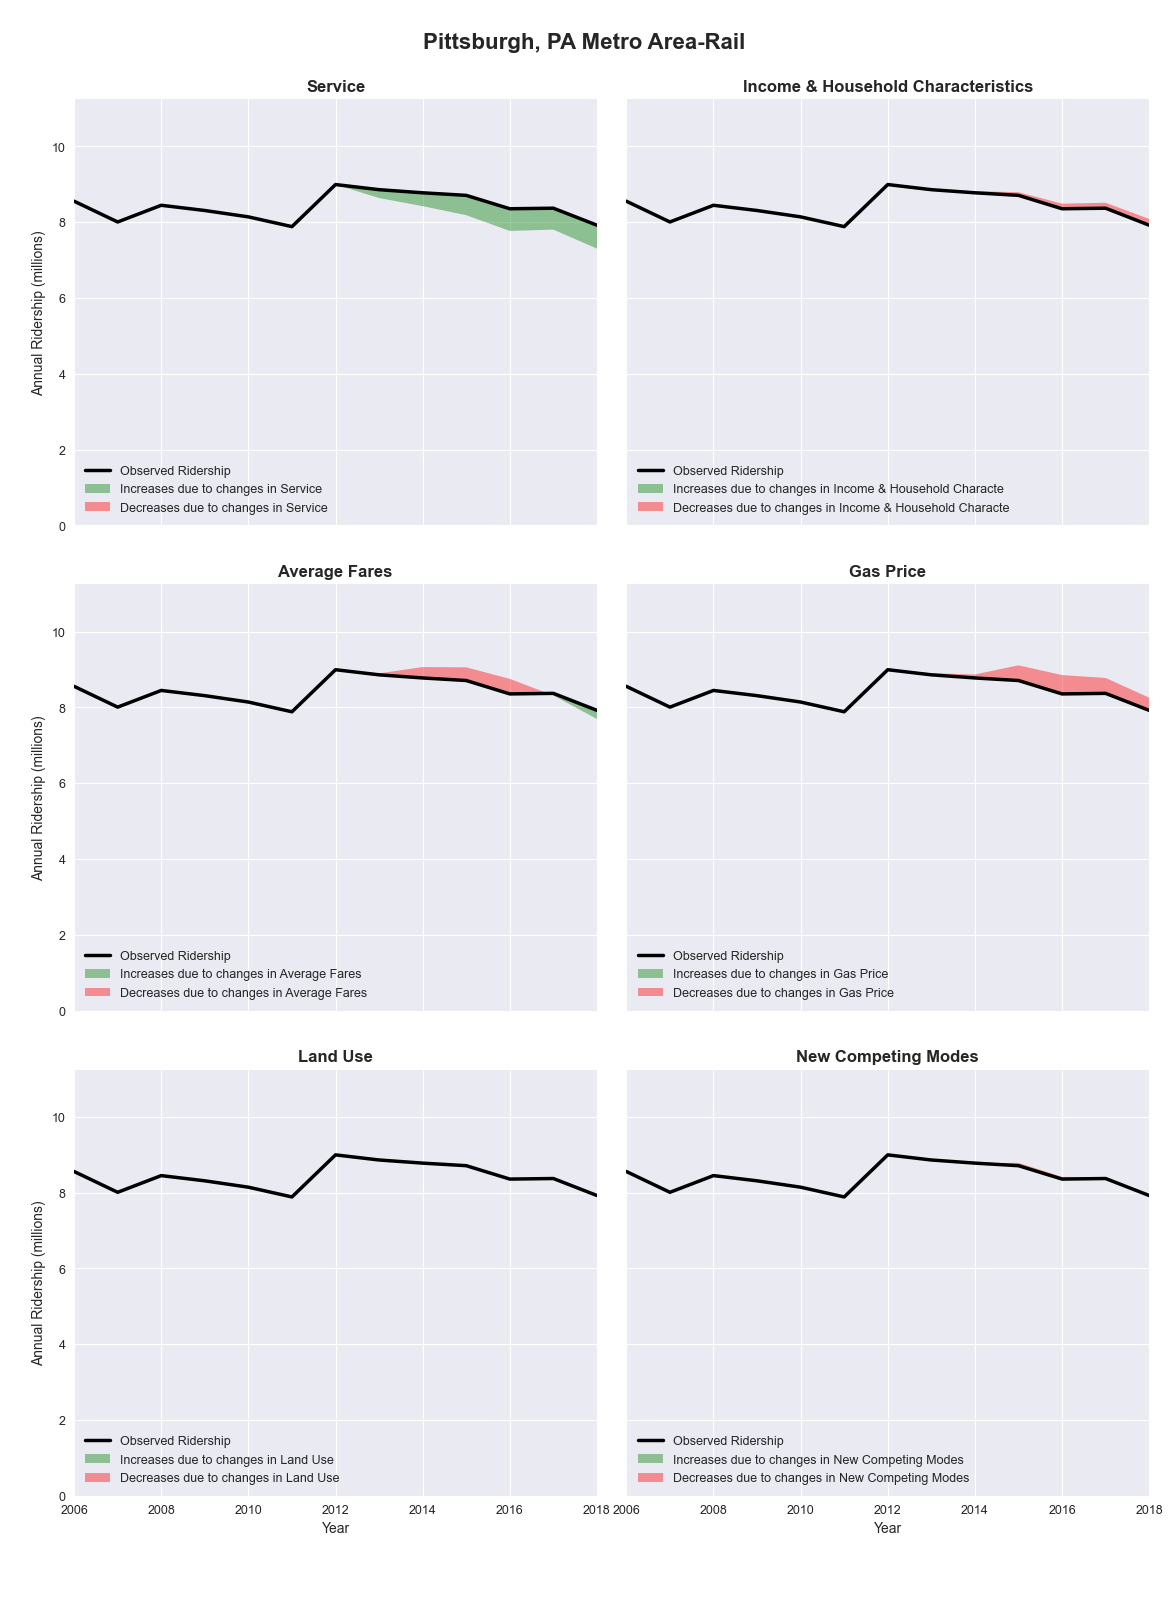 Pittsburgh, PA Metro Area-Rail
Service
Income & Household Characteristics
10
8
6
4
2
0
Annual Ridership (millions)
Observed Ridership
Increases due to changes in Service
Decreases due to changes in Service
Observed Ridership
Increases due to changes in Income & Household Characte
Decreases due to changes in Income & Household Characte
Average Fares
Gas Price
10
8
6
4
2
0
Annual Ridership (millions)
Observed Ridership
Increases due to changes in Average Fares
Decreases due to changes in Average Fares
Observed Ridership
Increases due to changes in Gas Price
Decreases due to changes in Gas Price
Land Use
New Competing Modes
10
8
6
4
2
0
Annual Ridership (millions)
Observed Ridership
Increases due to changes in Land Use
Decreases due to changes in Land Use
Observed Ridership
Increases due to changes in New Competing Modes
Decreases due to changes in New Competing Modes
2006 2008 2010 2012 2014 2016 2018
2006 2008 2010 2012 2014 2016 2018
Year
Year